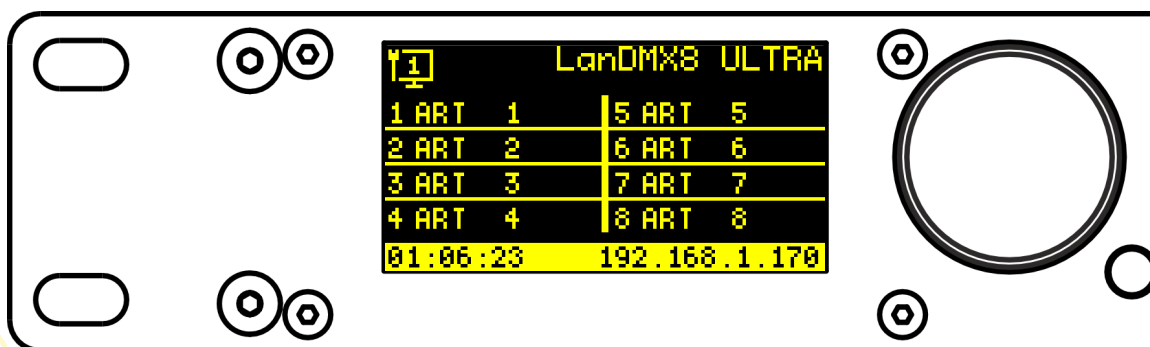 1 LanDMX8 ULTRA
1 ART 1 5 ART 5
2 ART 2 6 ART 6
3 ART 3 7 ART 7
4 ART 4 8 ART 8
01:06:23 192.168.1.170